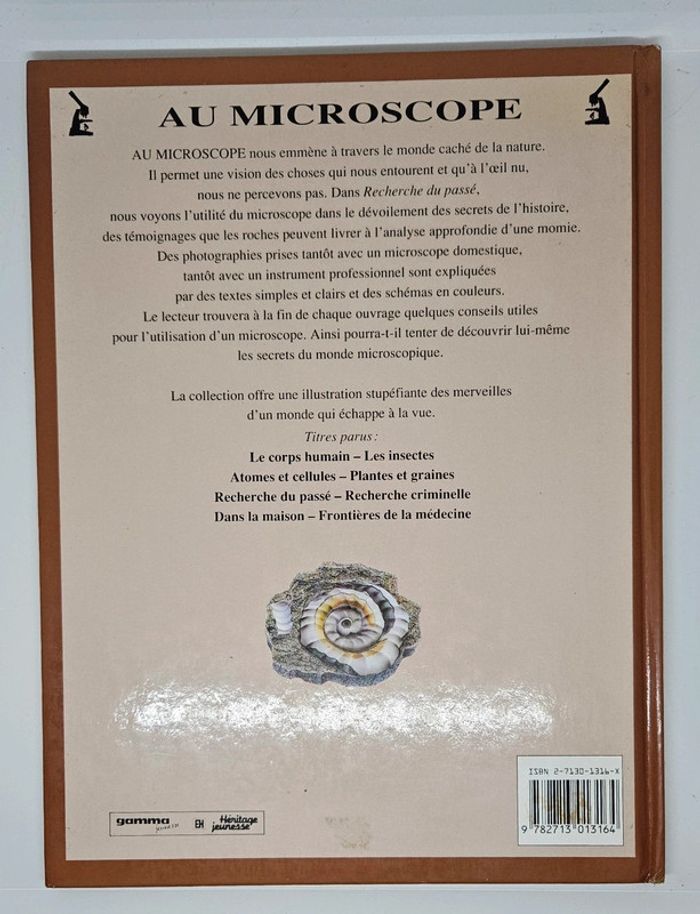 AU MICROSCOPE
AU MICROSCOPE nous emmène à travers le monde caché de la nature.
Il permet une vision des choses qui nous entourent et qu'à l'œil nu,
nous ne percevons pas. Dans Recherche du passé,
nous voyons l'utilité du microscope dans le dévoilement des secrets de l'histoire,
des témoignages que les roches peuvent livrer à l'analyse approfondie d'une momie.
Des photographies prises tantôt avec un microscope domestique,
tantôt avec un instrument professionnel sont expliquées
par des textes simples et clairs et des schémas en couleurs.
Le lecteur trouvera à la fin de chaque ouvrage quelques conseils utiles
pour l'utilisation d'un microscope. Ainsi pourra-t-il tenter de découvrir lui-même
les secrets du monde microscopique.
La collection offre une illustration stupéfiante des merveilles
d'un monde qui échappe à la vue.
Titres parus :
Le corps humain – Les insectes
Atomes et cellules – Plantes et graines
Recherche du passé – Recherche criminelle
Dans la maison – Frontières de la médecine
ISBN 2-7130-1316-X
9 782713 013164
gamma jeunesse EH Héritage jeunesse